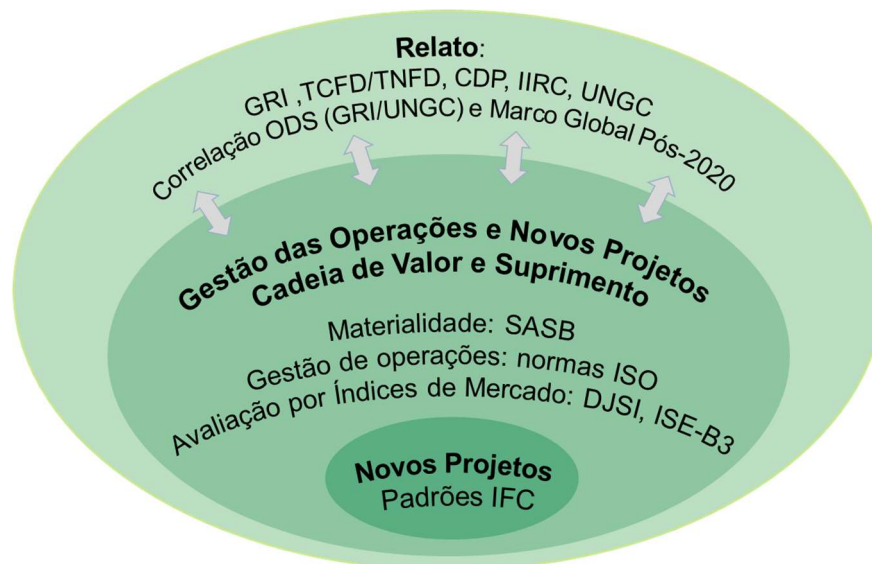 Relato:
GRI ,TCFD/TNFD, CDP, IIRC, UNGC
Correlação ODS (GRI/UNGC) e Marco Global Pós-2020
Gestão das Operações e Novos Projetos
Cadeia de Valor e Suprimento
Materialidade: SASB
Gestão de operações: normas ISO
Avaliação por Índices de Mercado: DJSI, ISE-B3
Novos Projetos
Padrões IFC